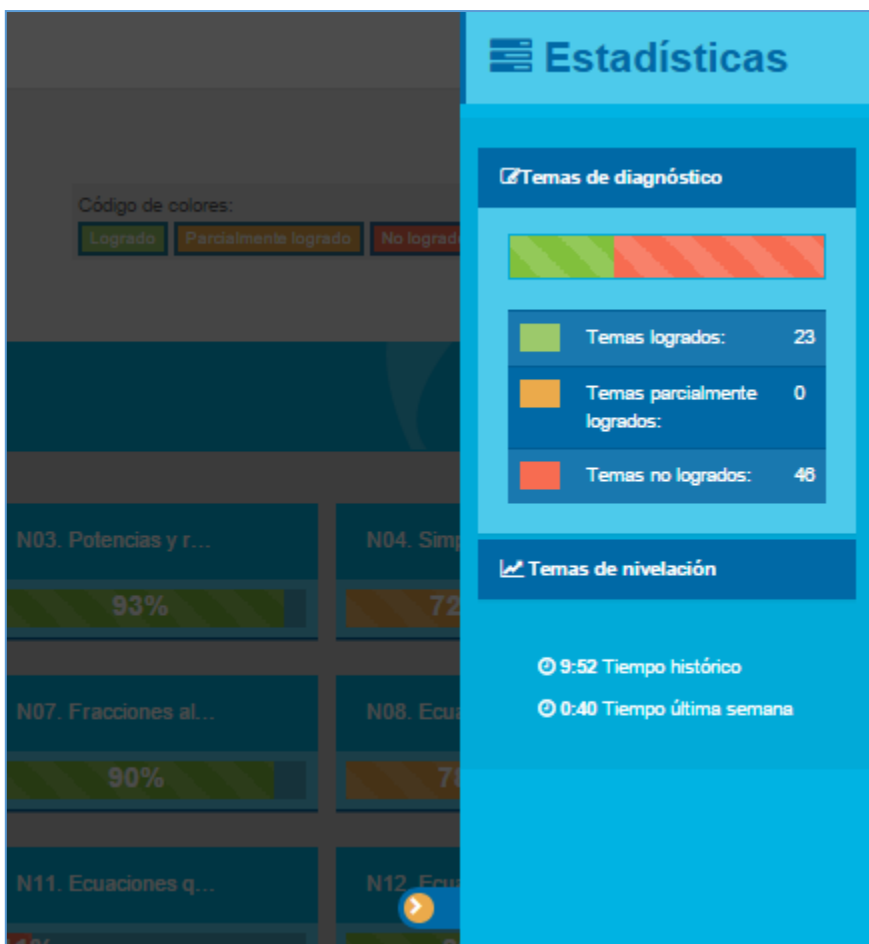 Estadísticas
Temas de diagnóstico
Código de colores:
Logrado Parcialmente logrado No lograd
Temas logrados: 23
Temas parcialmente 0
logrados:
Temas no logrados: 46
N03. Potencias y r...
N04. Simp
93%
72
Temas de nivelación
9:52 Tiempo histórico
0:40 Tiempo última semana
N07. Fracciones al...
N08. Ecua
90%
78
N11. Ecuaciones q...
N12. Ecua